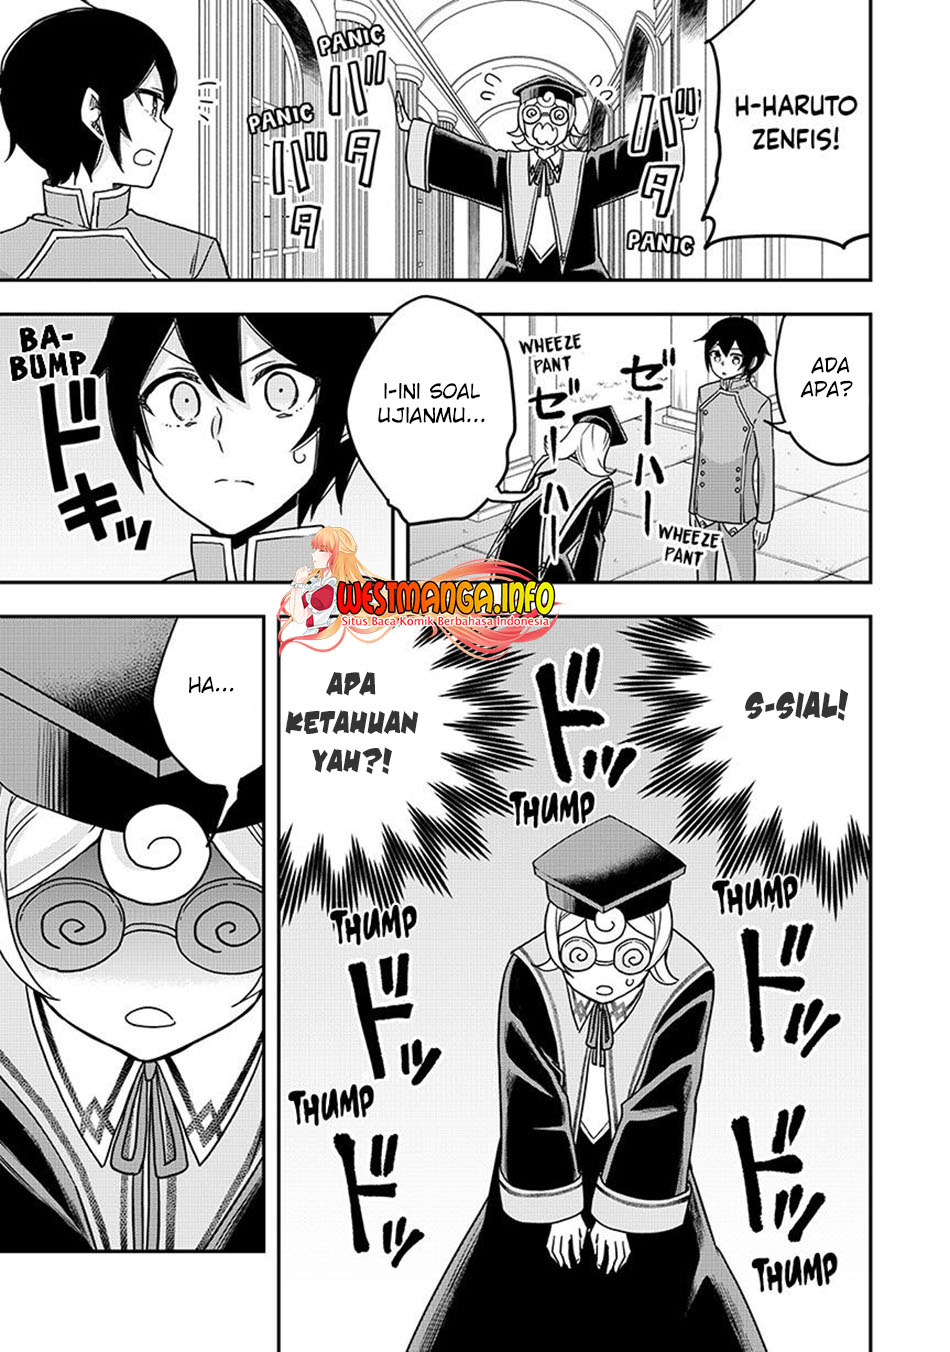 H-HARUTO
ZENFIS!
PANIC
PANIC
PANIC
PANIC
バタ
バタ
バタ
バタ
ADA
APA?
WHEEZE
PANT
ゼーハー
ゼーハー
WHEEZE
PANT
I-INI SOAL
UJIANMU...
BA-
BUMP
ドキッ
WESTMANGA.INFO
Situs Baca Komik Berbahasa Indonesia
S-SIAL!
APA
KETAHUAN
YAH?!
ドッ
THUMP
THUMP
ドッ
THUMP
ドッ
THUMP
ドッ
THUMP
ドッ
HA...